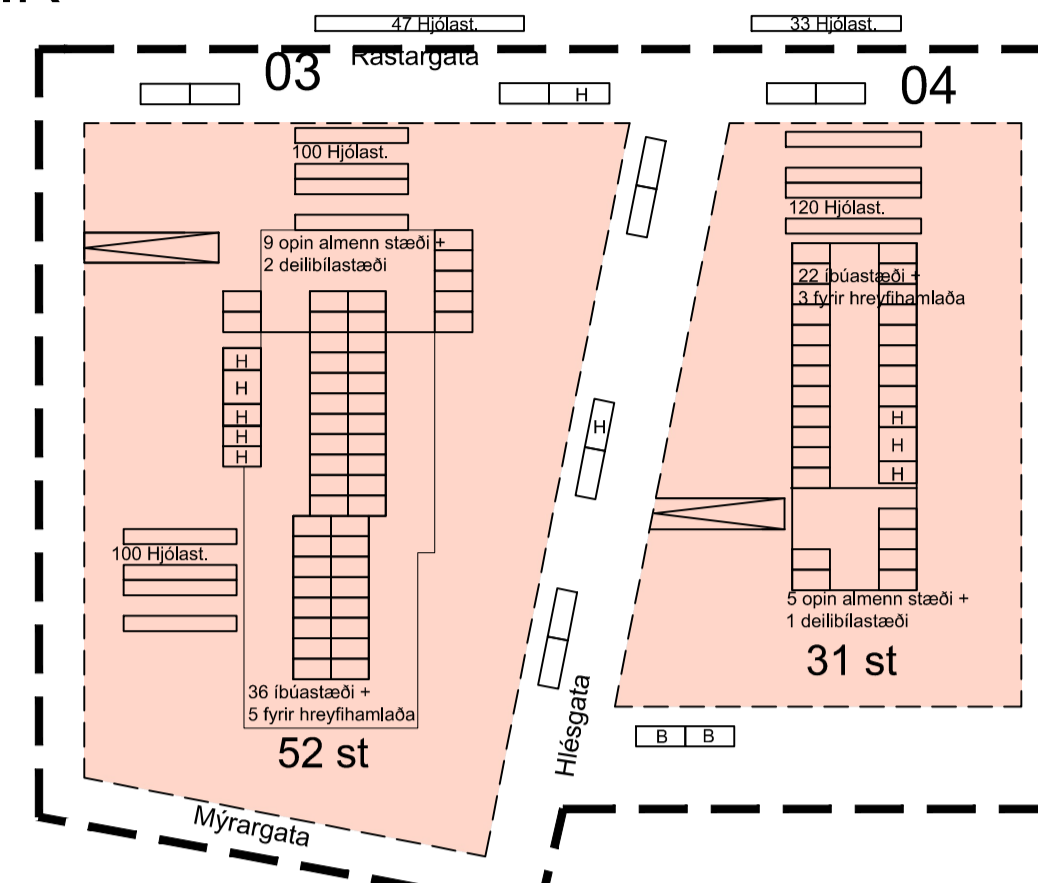 47 Hjólast.
33 Hjólast.
Rastargata
03
04
H
100 Hjólast.
120 Hjólast.
9 opin almenn stæði +
2 deilibílastæði
22 íbúastæði +
3 fyrir hreyfihamlaða
H
H
H
H
H
H
H
H
H
100 Hjólast.
5 opin almenn stæði +
1 deilibílastæði
31 st
36 íbúastæði +
5 fyrir hreyfihamlaða
52 st
Hlésgata
B B
Mýrargata